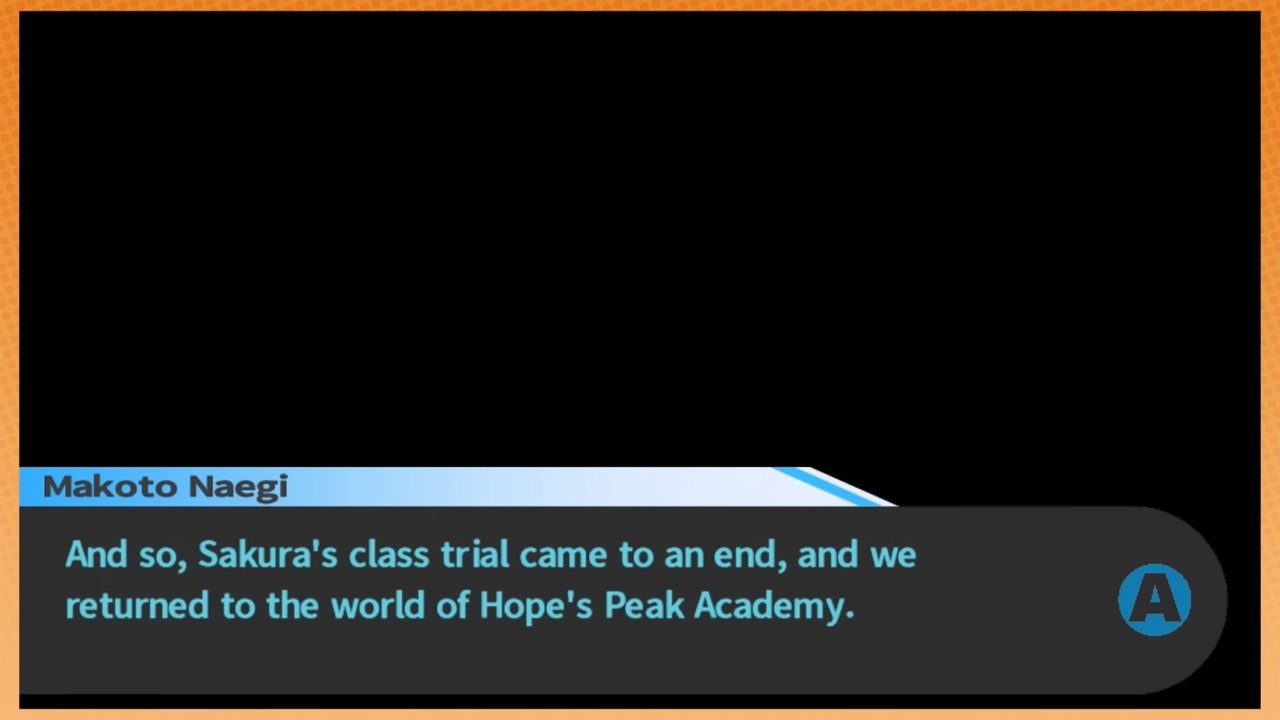 Makoto Naegi
And so, Sakura's class trial came to an end, and we
returned to the world of Hope's Peak Academy.
A